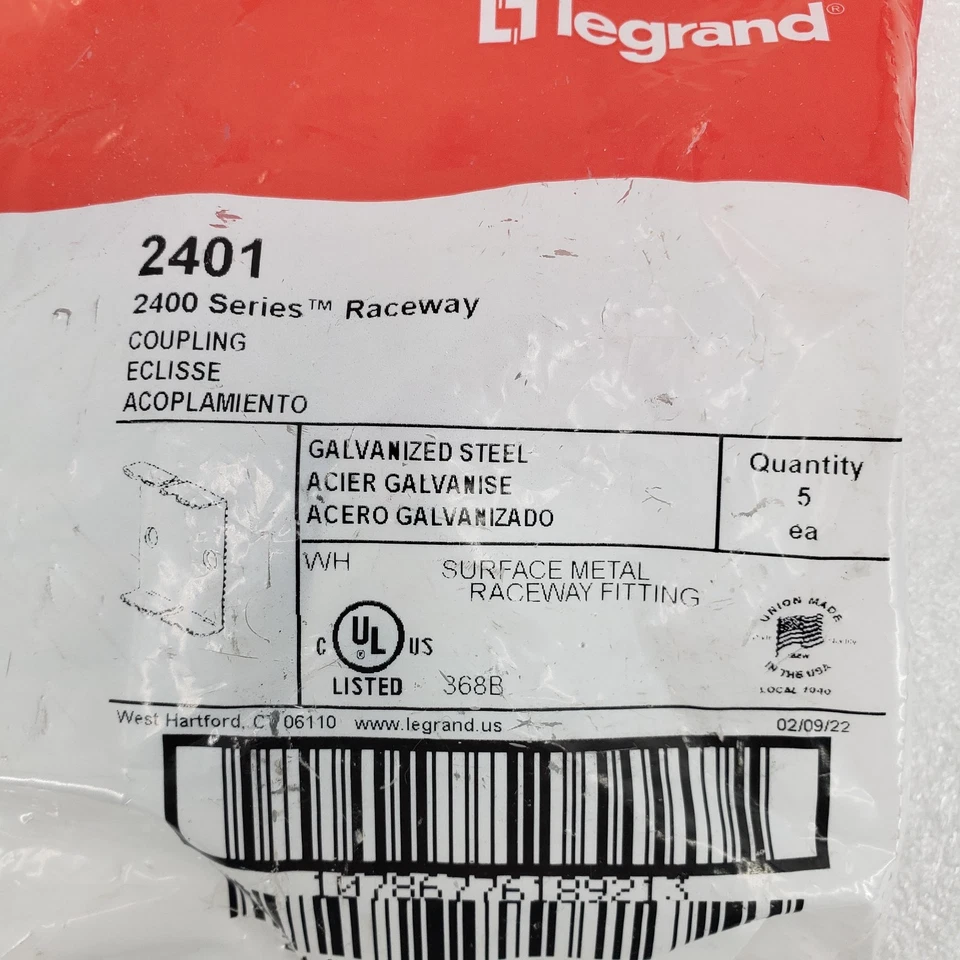 legrand®
2401
2400 Series™ Raceway
COUPLING
ECLISSE
ACOPLAMIENTO
GALVANIZED STEEL
ACIER GALVANISE
ACERO GALVANIZADO
Quantity
5
ea
WH
SURFACE METAL
RACEWAY FITTING
C UL® US
LISTED 368B
UNION MADE
IN THE USA
LOCAL
West Hartford, CT 06110 www.legrand.us
02/09/22